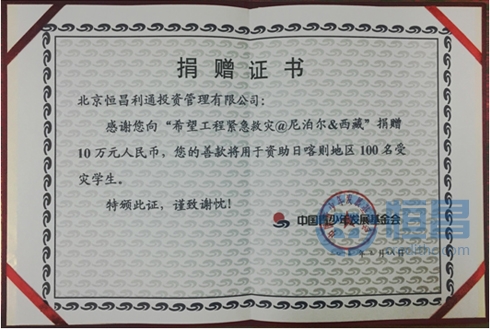 捐赠证书
北京恒昌利通投资管理有限公司:
感谢您向“希望工程紧急救灾@尼泊尔&西藏”捐赠
10万元人民币,您的善款将用于资助日喀则地区100名受
灾学生。
特颁此证,谨致谢忱!
中国青少年发展基金会
恒昌